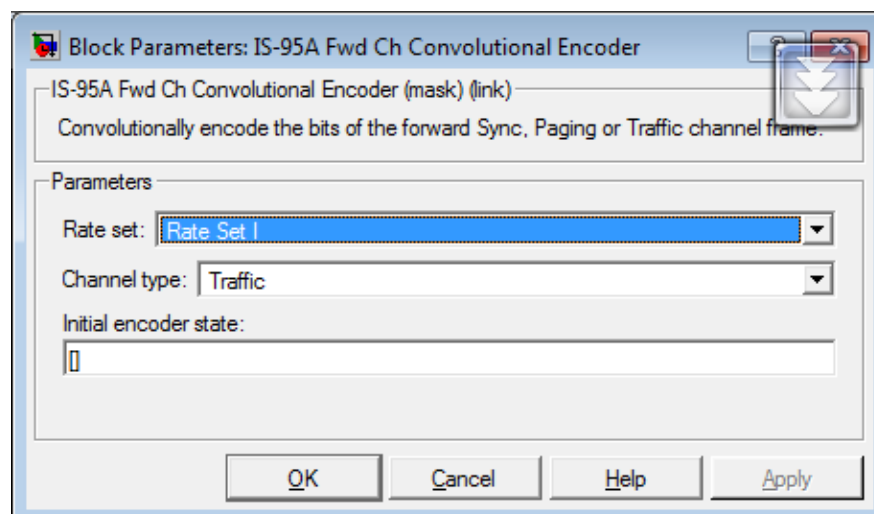 Block Parameters: IS-95A Fwd Ch Convolutional Encoder
IS-95A Fwd Ch Convolutional Encoder (mask) (link)
Convolutionally encode the bits of the forward Sync, Paging or Traffic channel frame.
Parameters
Rate set: Rate Set I
Channel type: Traffic
Initial encoder state:
[]
OK Cancel Help Apply